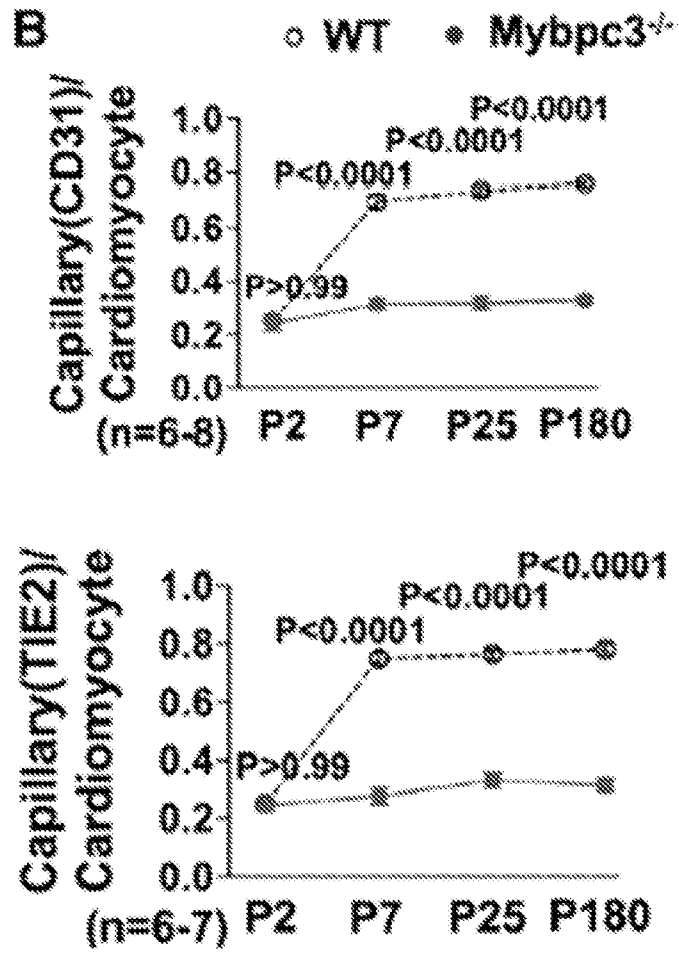 B
WT Mybpc3-/-
Capillary(CD31)/
Cardiomyocyte
1.0
0.8
0.6
0.4
0.2
0.0
P<0.0001
P<0.0001
P<0.0001
P>0.99
(n=6-8) P2 P7 P25 P180
Capillary(TIE2)/
Cardiomyocyte
1.0
0.8
0.6
0.4
0.2
0.0
P<0.0001
P<0.0001
P<0.0001
P>0.99
(n=6-7) P2 P7 P25 P180